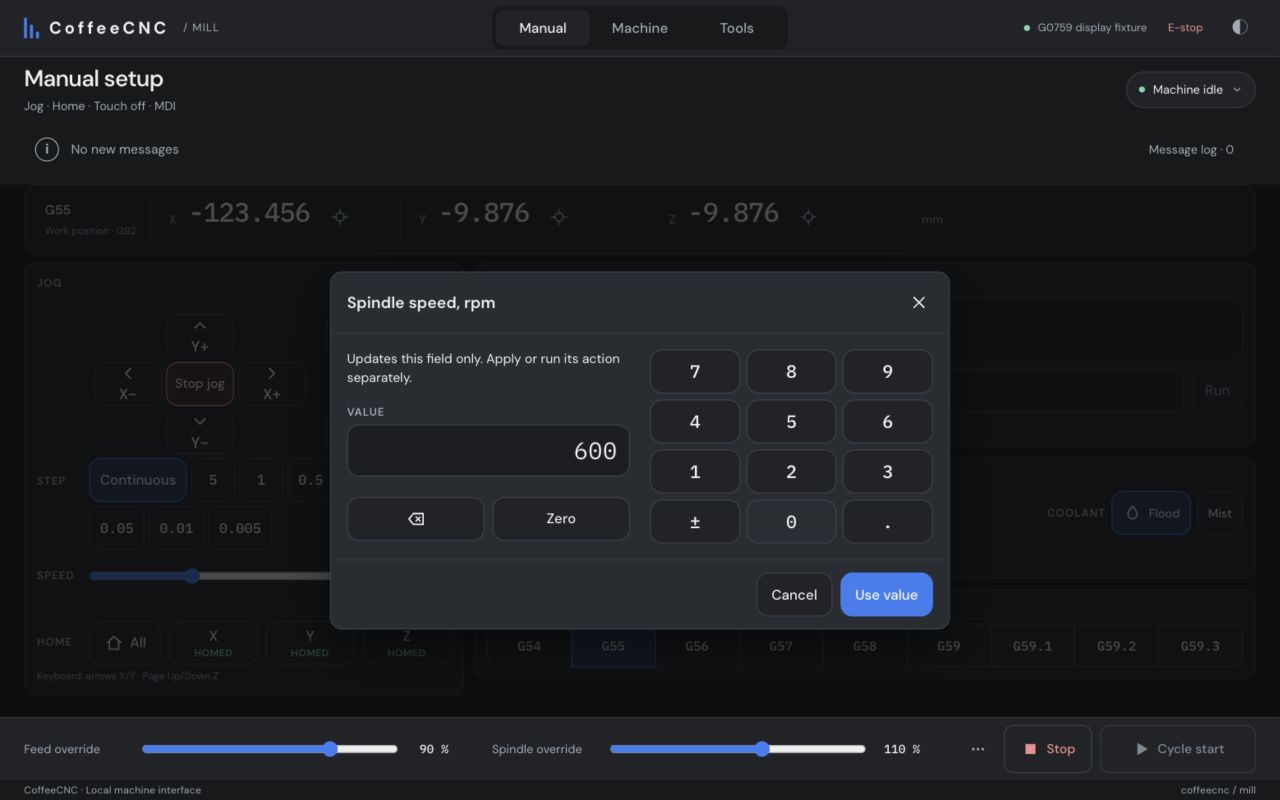 CoffeeCNC / MILL
Manual Machine Tools
G0759 display fixture E-stop
Manual setup
Jog · Home · Touch off · MDI
Machine idle
i No new messages
Message log · 0
G55
Work position · G92
X -123.456
Y -9.876
Z -9.876
mm
JOG
Y+
X− Stop jog X+
Y−
STEP Continuous 5 1 0.5
0.05 0.01 0.005
SPEED
HOME All X HOMED Y HOMED Z HOMED
Keyboard: arrows X/Y · Page Up/Down Z
Spindle speed, rpm
Updates this field only. Apply or run its action
separately.
VALUE
600
Zero
7 8 9
4 5 6
1 2 3
± 0 .
Cancel Use value
Run
COOLANT Flood Mist
G54 G55 G56 G57 G58 G59 G59.1 G59.2 G59.3
Feed override 90 % Spindle override 110 % ··· Stop Cycle start
CoffeeCNC · Local machine interface
coffeecnc / mill